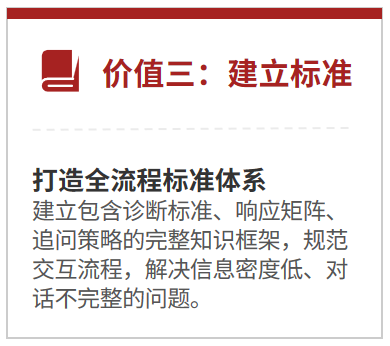 价值三：建立标准
打造全流程标准体系
建立包含诊断标准、响应矩阵、
追问策略的完整知识框架，规范
交互流程，解决信息密度低、对
话不完整的问题。